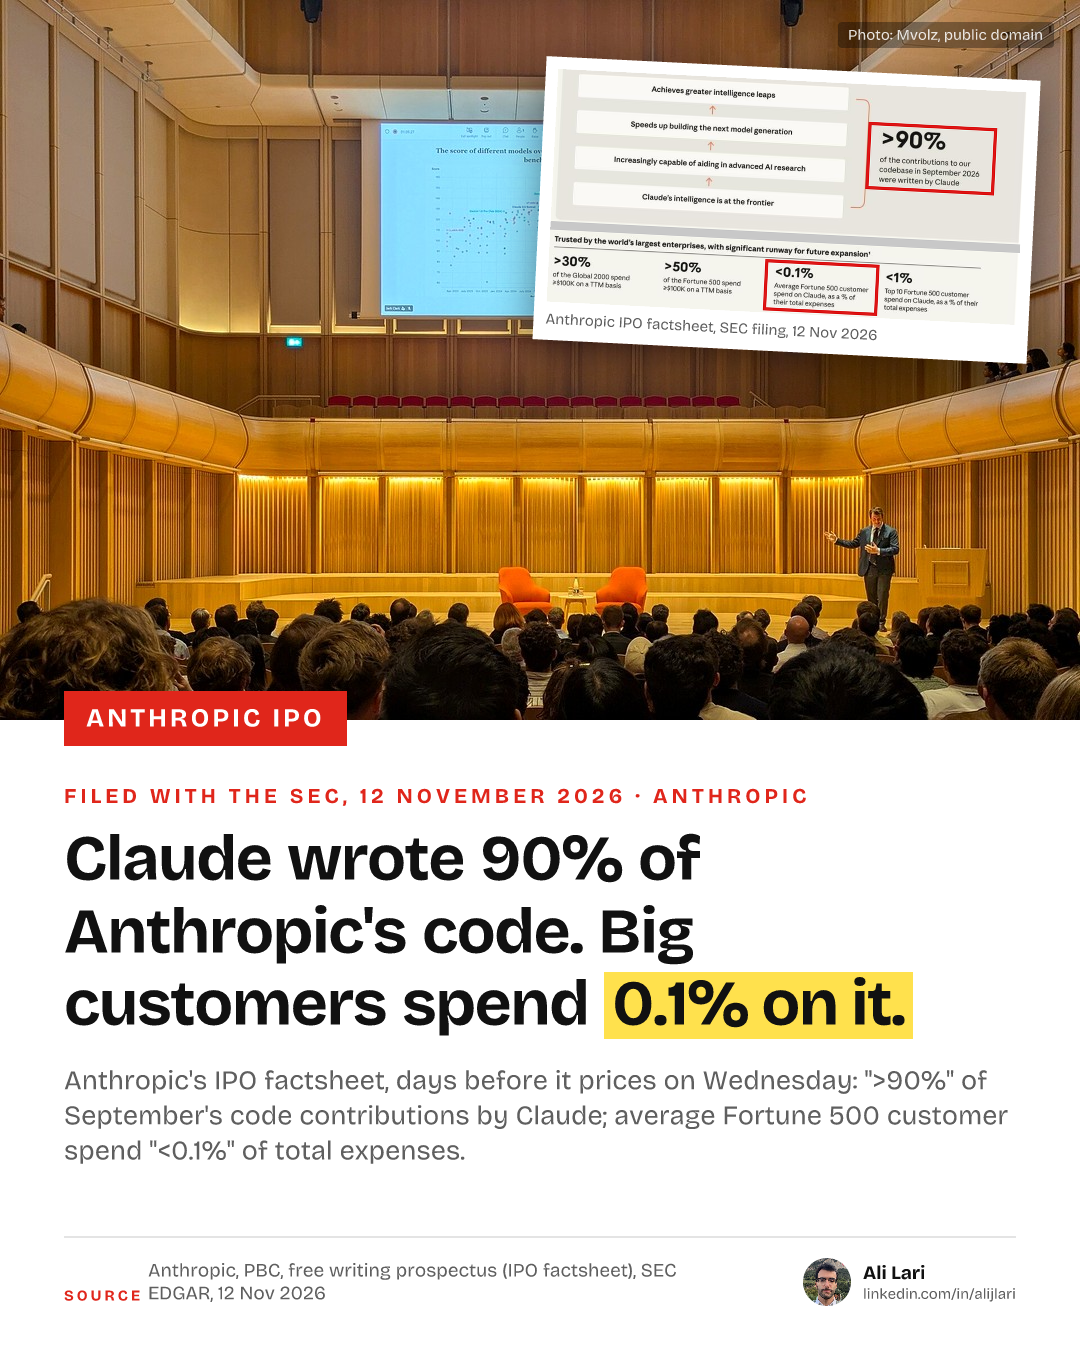 Photo: Mvolz, public domain
The score of different models ov
benc
Achieves greater intelligence leaps
Speeds up building the next model generation
Increasingly capable of aiding in advanced AI research
Claude's intelligence is at the frontier
>90%
of the contributions to our
codebase in September 2026
were written by Claude
Trusted by the world's largest enterprises, with significant runway for future expansion¹
>30%
of the Global 2000 spend
>$100K on a TTM basis
>50%
of the Fortune 500 spend
>$100K on a TTM basis
<0.1%
Average Fortune 500 customer
spend on Claude, as a % of
their total expenses
<1%
Top 10 Fortune 500 customer
spend on Claude, as a % of their
total expenses
Anthropic IPO factsheet, SEC filing, 12 Nov 2026
ANTHROPIC IPO
FILED WITH THE SEC, 12 NOVEMBER 2026 · ANTHROPIC
Claude wrote 90% of
Anthropic's code. Big
customers spend 0.1% on it.
Anthropic's IPO factsheet, days before it prices on Wednesday: ">90%" of
September's code contributions by Claude; average Fortune 500 customer
spend "<0.1%" of total expenses.
SOURCE
Anthropic, PBC, free writing prospectus (IPO factsheet), SEC
EDGAR, 12 Nov 2026
Ali Lari
linkedin.com/in/alijlari